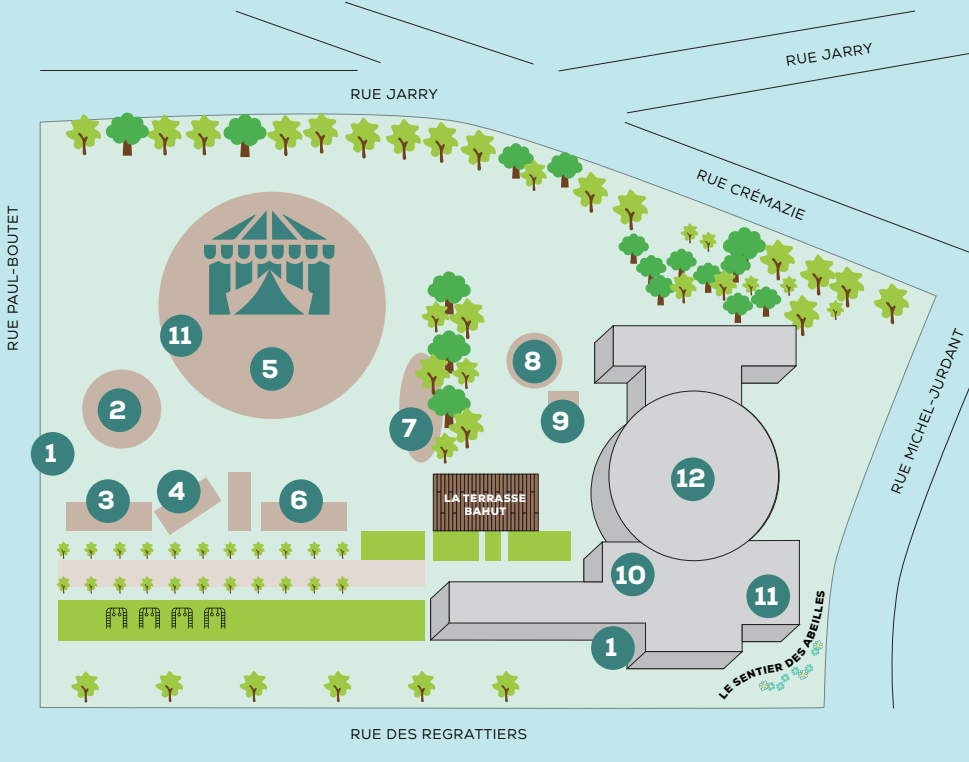 RUE JARRY
RUE JARRY
RUE CRÉMAZIE
RUE PAUL-BOUTET
RUE MICHEL-JURDANT
11
5
8
2
7
9
1
12
3
4
6
LA TERRASSE
BAHUT
10
11
1
LE SENTIER DES ABEILLES
RUE DES REGRATTIERS